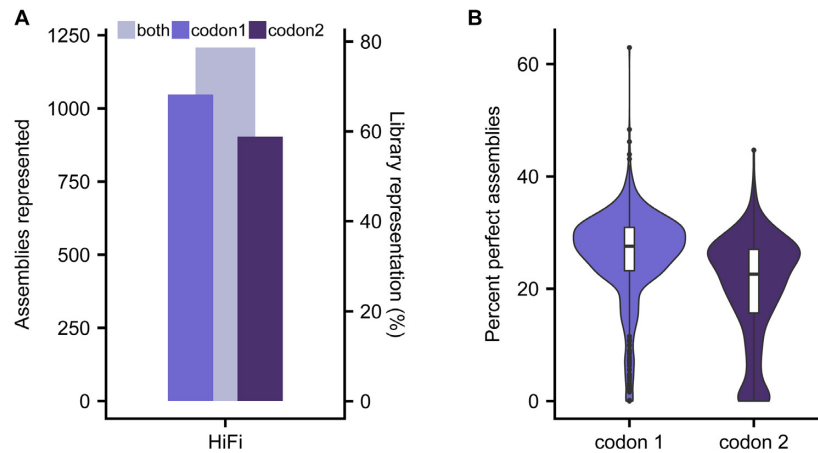 A
both codon1 codon2
Assemblies represented
1250
1000
750
500
250
0
80
60
40
20
0
Library representation (%)
HiFi
B
Percent perfect assemblies
60
40
20
0
codon 1 codon 2